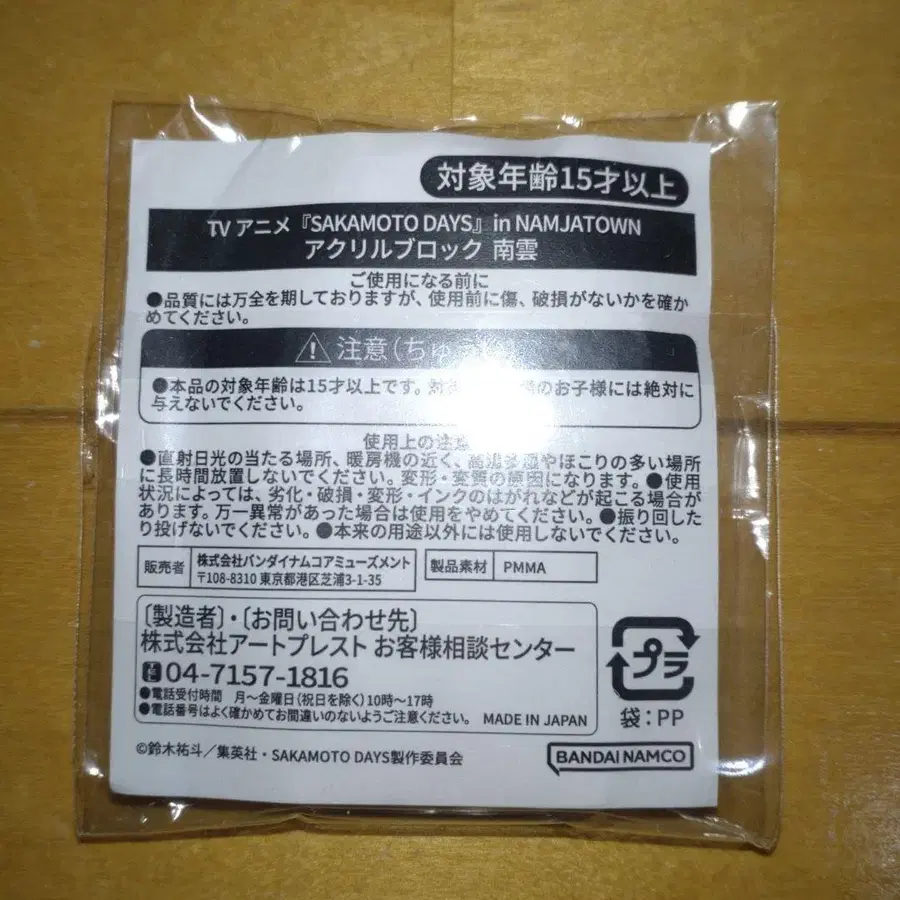 対象年齢15才以上
TV アニメ『SAKAMOTO DAYS』in NAMJATOWN
アクリルブロック 南雲
ご使用になる前に
●品質には万全を期しておりますが、使用前に傷、破損がないかを確か
めてください。
注意(ちゅ
●本品の対象年齢は15才以上です。対 のお子様には絶対に
与えないでください。
使用上の注意
●直射日光の当たる場所、暖房機の近く、高温多湿やほこりの多い場所
に長時間放置しないでください。変形・変質の原因になります。●使用
状況によっては、劣化・破損・変形・インクのはがれなどが起こる場合が
あります。万一異常があった場合は使用をやめてください。●振り回した
り投げないでください。●本来の用途以外には使用しないでください。
販売者 株式会社バンダイナムコアミューズメント
〒108-8310 東京都港区芝浦3-1-35
製品素材 PMMA
〔製造者〕・〔お問い合わせ先〕
株式会社アートプレスト お客様相談センター
04-7157-1816
●電話受付時間 月〜金曜日(祝日を除く)10時〜17時
●電話番号はよく確かめてお間違いのないようご注意ください。 MADE IN JAPAN
プラ
袋:PP
©鈴木祐斗/集英社・SAKAMOTO DAYS製作委員会
BANDAI NAMCO